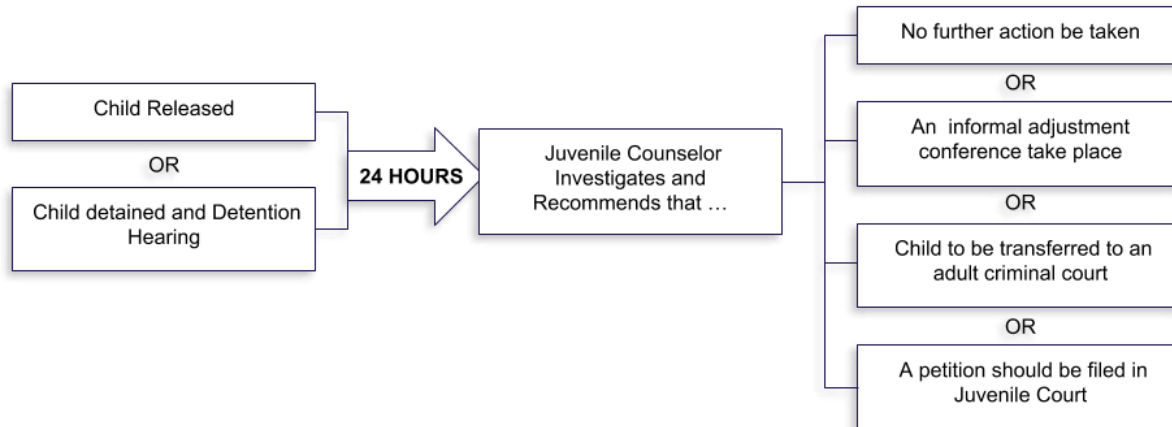 Child Released
OR
Child detained and Detention
Hearing
24 HOURS
Juvenile Counselor
Investigates and
Recommends that …
No further action be taken
OR
An informal adjustment
conference take place
OR
Child to be transferred to an
adult criminal court
OR
A petition should be filed in
Juvenile Court